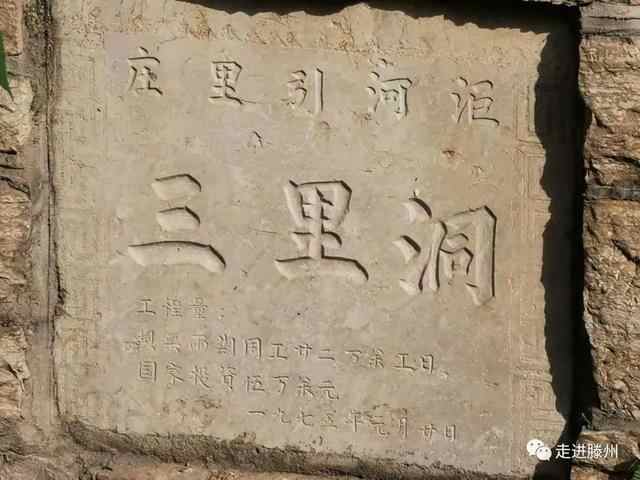 庄里引河洰
三里洞
工程量：
工廿二万余工日。
国家投资伍万余元
一九七五年元月廿日
走进滕州